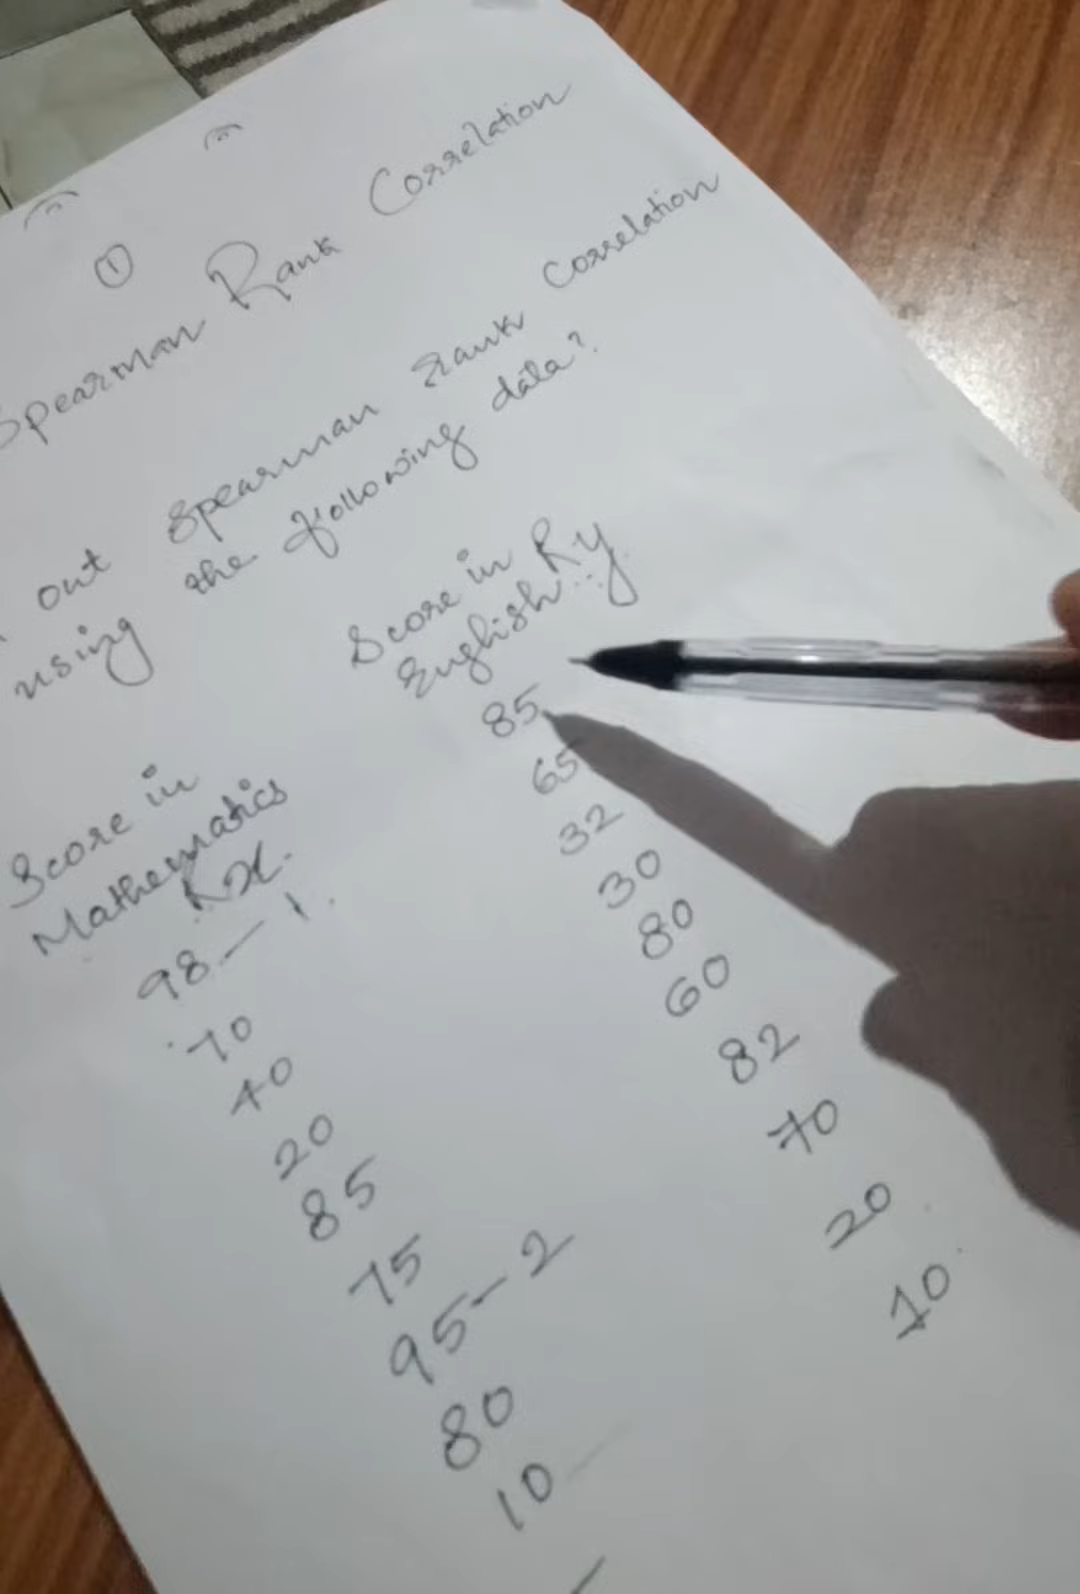 ①
Spearman Rank Correlation
out Spearman rank correlation
using the following data?
Score in Mathematics Rx. Score in English Ry
98 - 1. 85
70 65
40 32
20 30
85 80
75 60
95 - 2 82
80 70
10 20
10